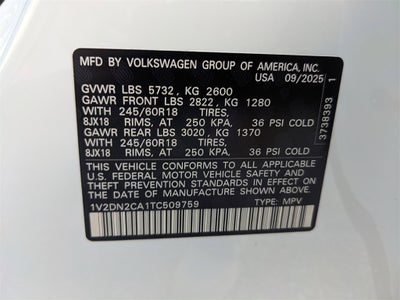 MFD BY VOLKSWAGEN GROUP OF AMERICA, INC.
USA 09/2025
GVWR LBS 5732, KG 2600
GAWR FRONT LBS 2822, KG 1280
WITH 245/60R18 TIRES,
8JX18 RIMS, AT 250 KPA, 36 PSI COLD
GAWR REAR LBS 3020, KG 1370
WITH 245/60R18 TIRES,
8JX18 RIMS, AT 250 KPA, 36 PSI COLD
THIS VEHICLE CONFORMS TO ALL APPLICABLE
U.S. FEDERAL MOTOR VEHICLE SAFETY STANDARDS IN EFFECT
ON THE DATE OF MANUFACTURE SHOWN ABOVE.
1V2DN2CA1TC509759 TYPE: MPV
3738393 1